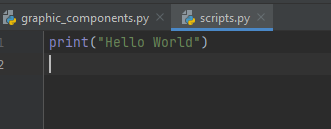 graphic_components.py scripts.py
1 print("Hello World")
2